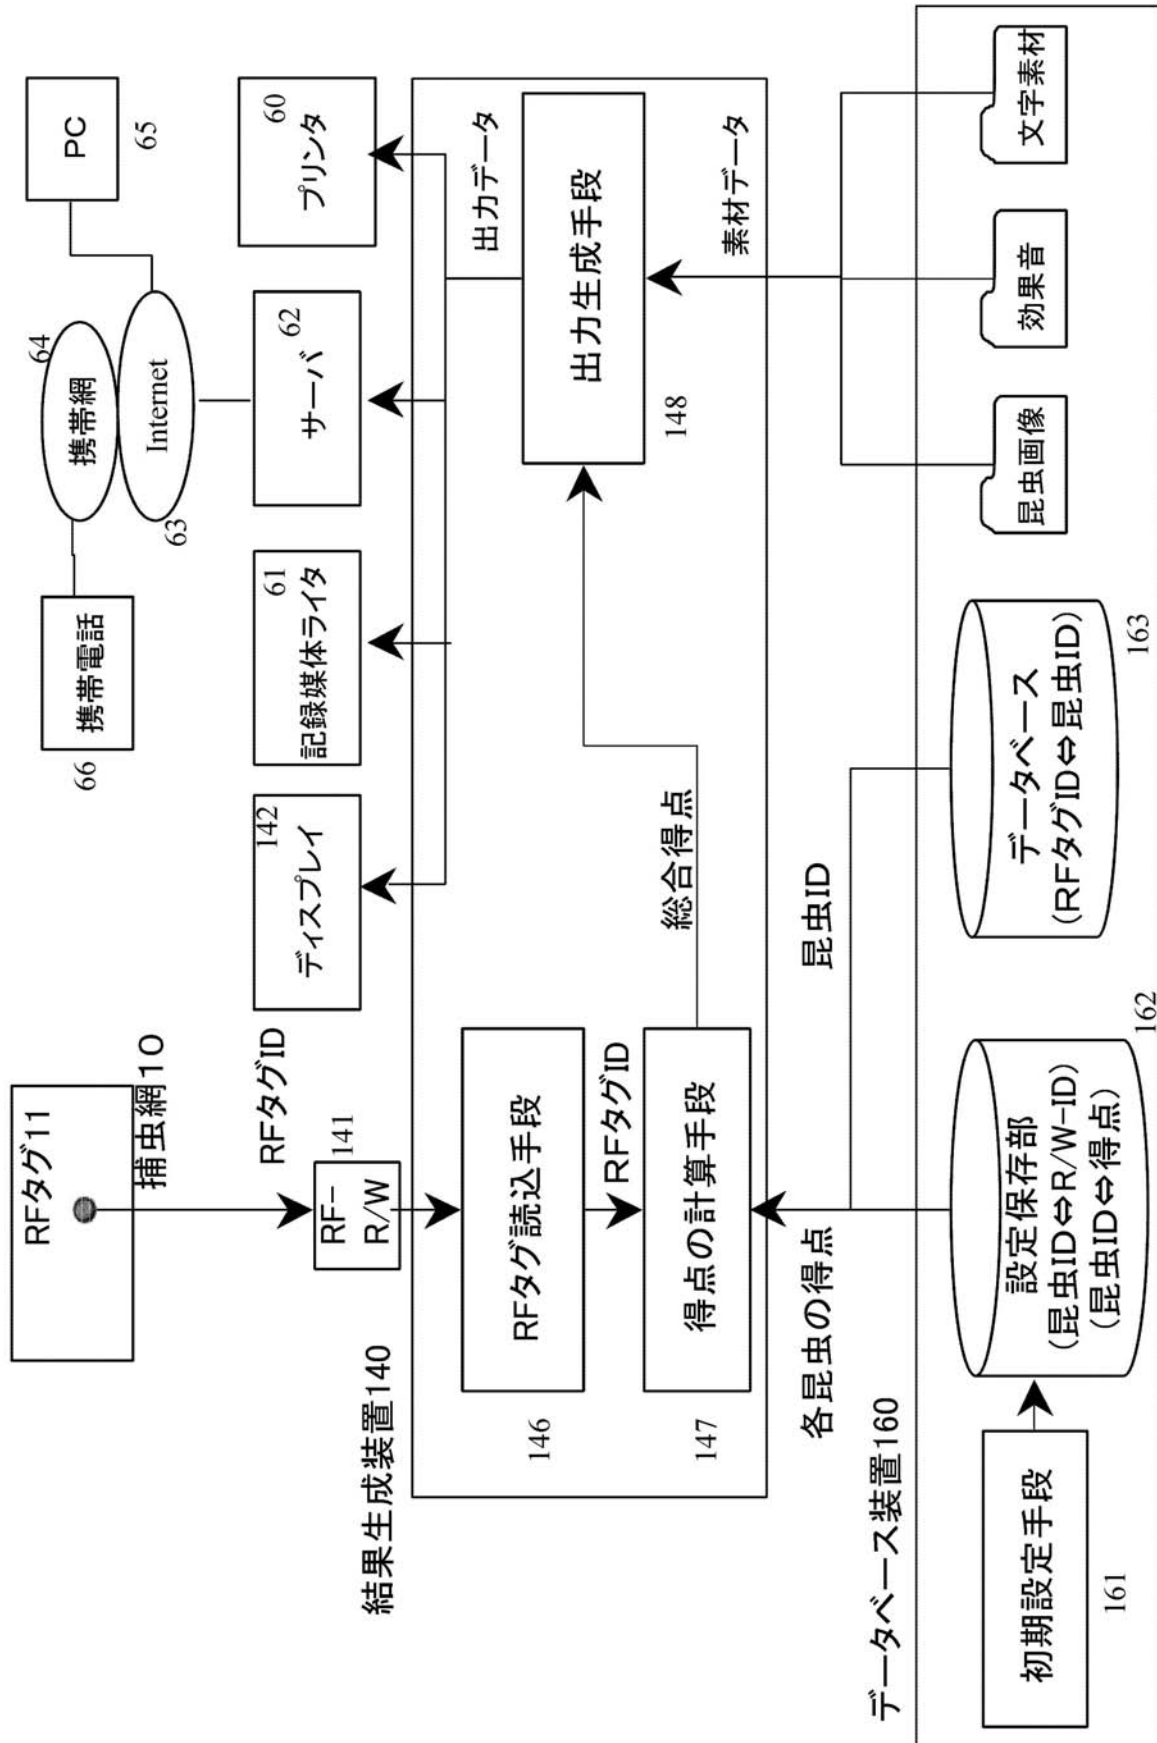 RFタグ11
捕虫網10
RFタグID
RF-
R/W
141
結果生成装置140
RFタグ読込手段
146
RFタグID
得点の計算手段
147
総合得点
出力生成手段
148
出力データ
素材データ
ディスプレイ
142
記録媒体ライタ
61
サーバ
62
プリンタ
60
携帯電話
66
携帯網
64
Internet
63
PC
65
各昆虫の得点
昆虫ID
データベース装置160
初期設定手段
161
設定保存部
(昆虫ID⇔R/W-ID)
(昆虫ID⇔得点)
162
データベース
(RFタグID⇔昆虫ID)
163
昆虫画像
効果音
文字素材